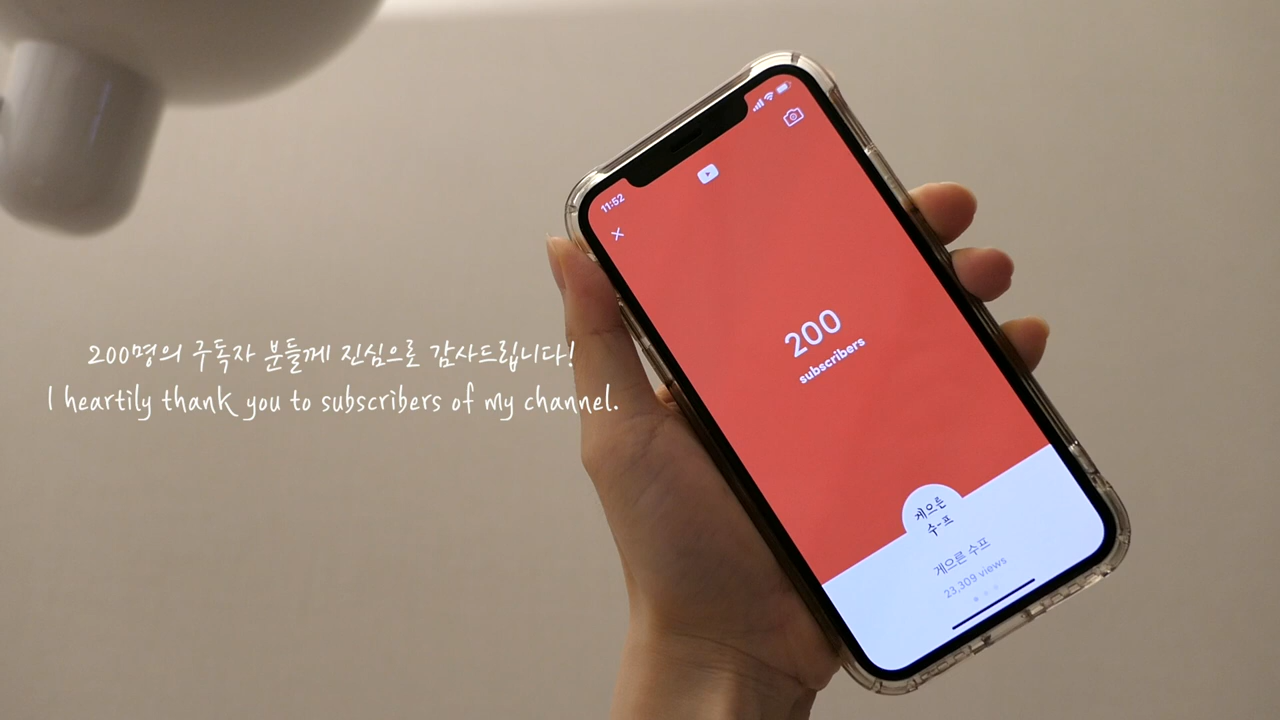 200명의 구독자 분들께 진심으로 감사드립니다!
I heartily thank you to subscribers of my channel.
11:52
200
subscribers
게으른
수-프
게으른 수프
23,309 views